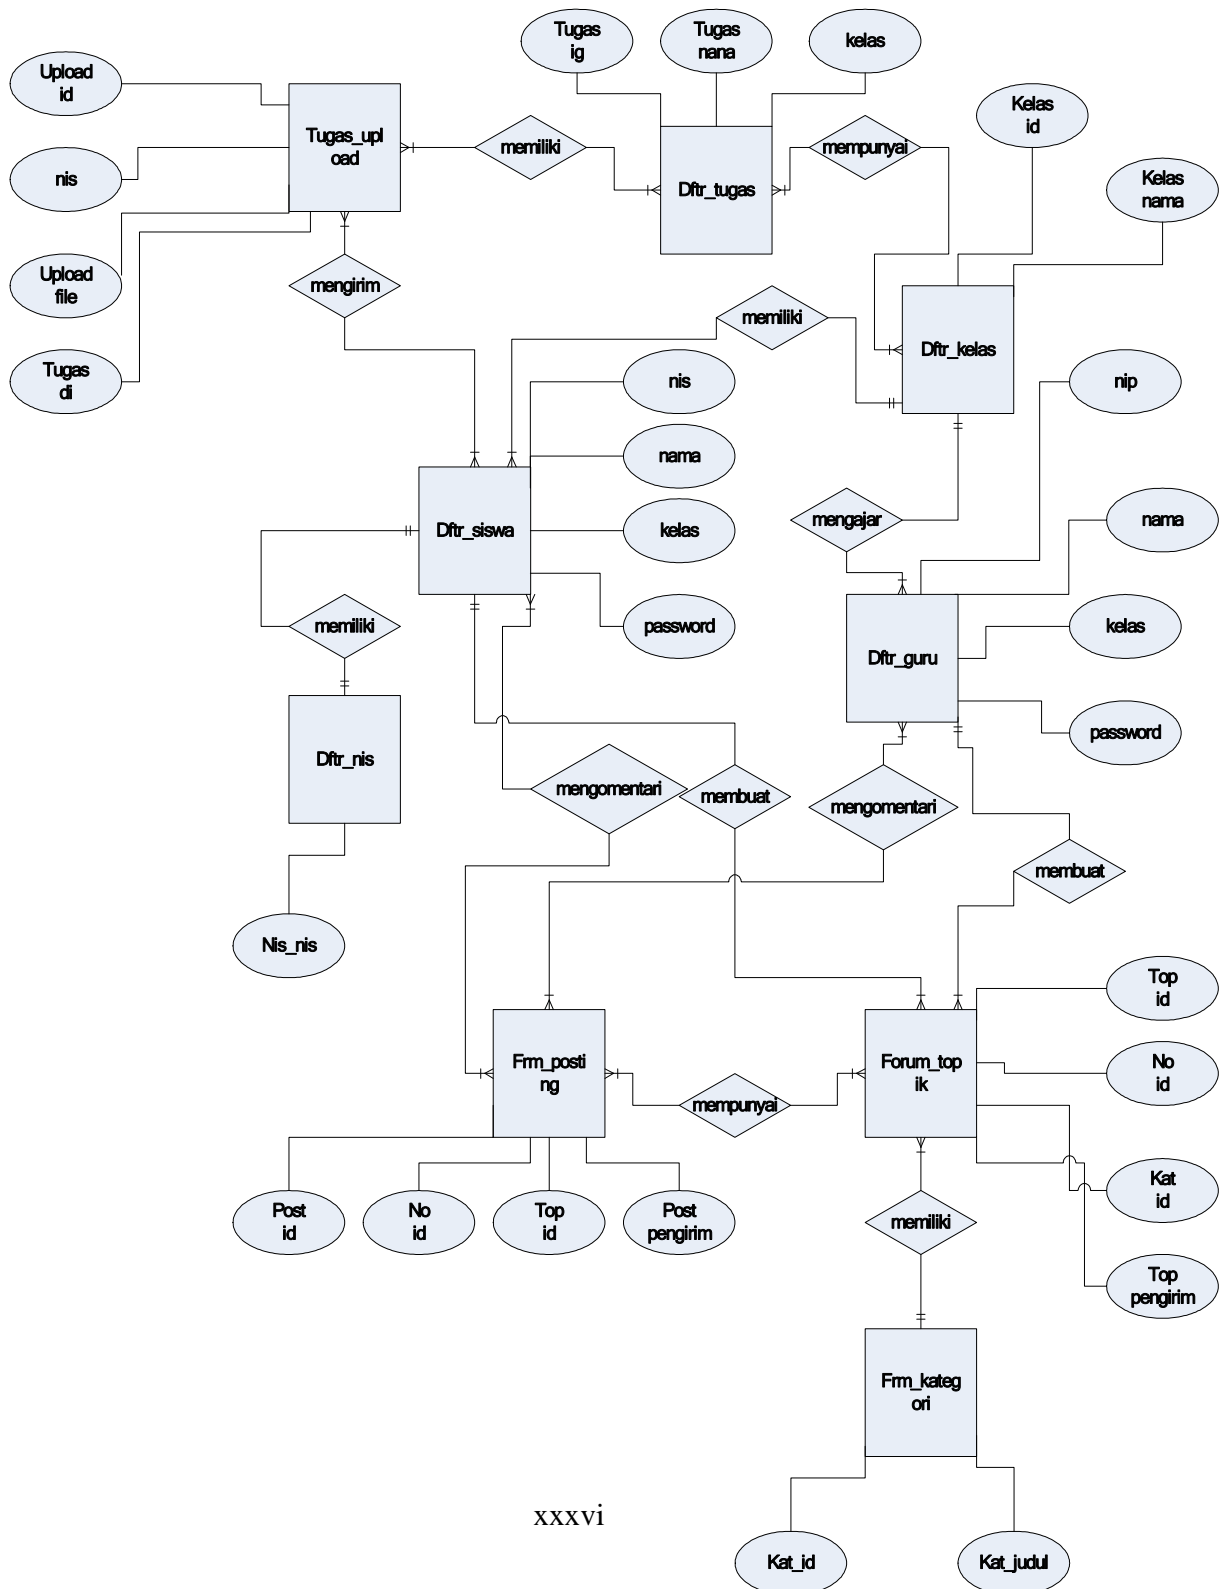 Tugas
ig
Tugas
nana
kelas
Upload
id
Kelas
id
Tugas_upl
oad
memiliki
mempunyai
nis
Dftr_tugas
Kelas
nama
Upload
file
mengirim
memiliki
Dftr_kelas
Tugas
di
nis
nip
nama
Dftr_siswa
kelas
mengajar
nama
memiliki
password
kelas
Dftr_guru
password
Dftr_nis
mengomentari
membuat
mengomentari
membuat
Nis_nis
Top
id
Frm_posti
ng
Forum_top
ik
No
id
mempunyai
Post
id
No
id
Top
id
Post
pengirim
memiliki
Kat
id
Top
pengirim
Frm_kateg
ori
xxxvi
Kat_id
Kat_judul